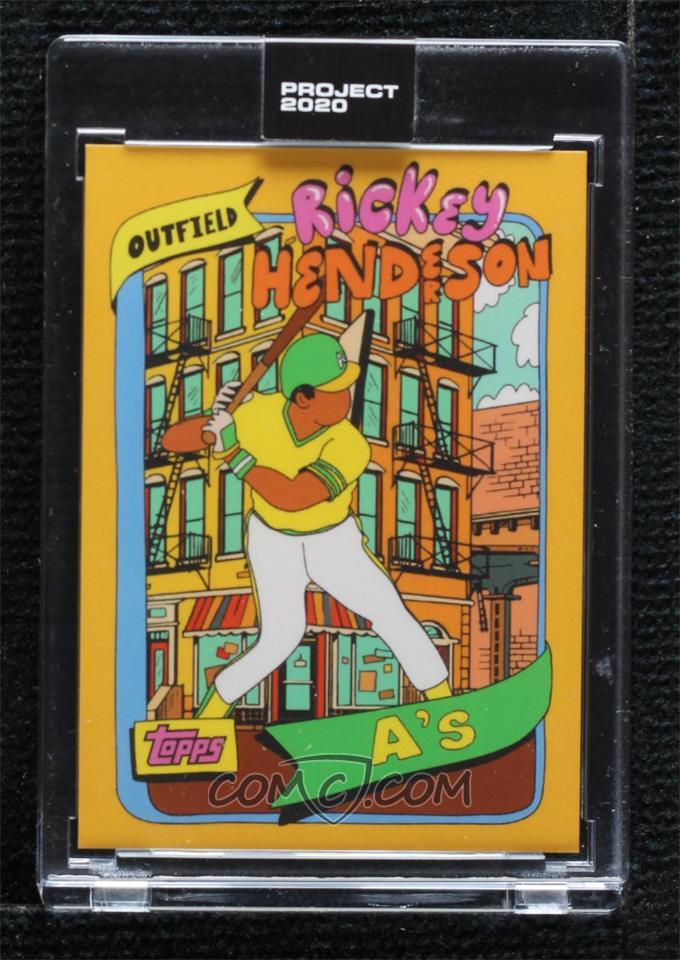 PROJECT
2020
OUTFIELD
RiCKEY
HENDERSON
topps
A'S
COMC.COM